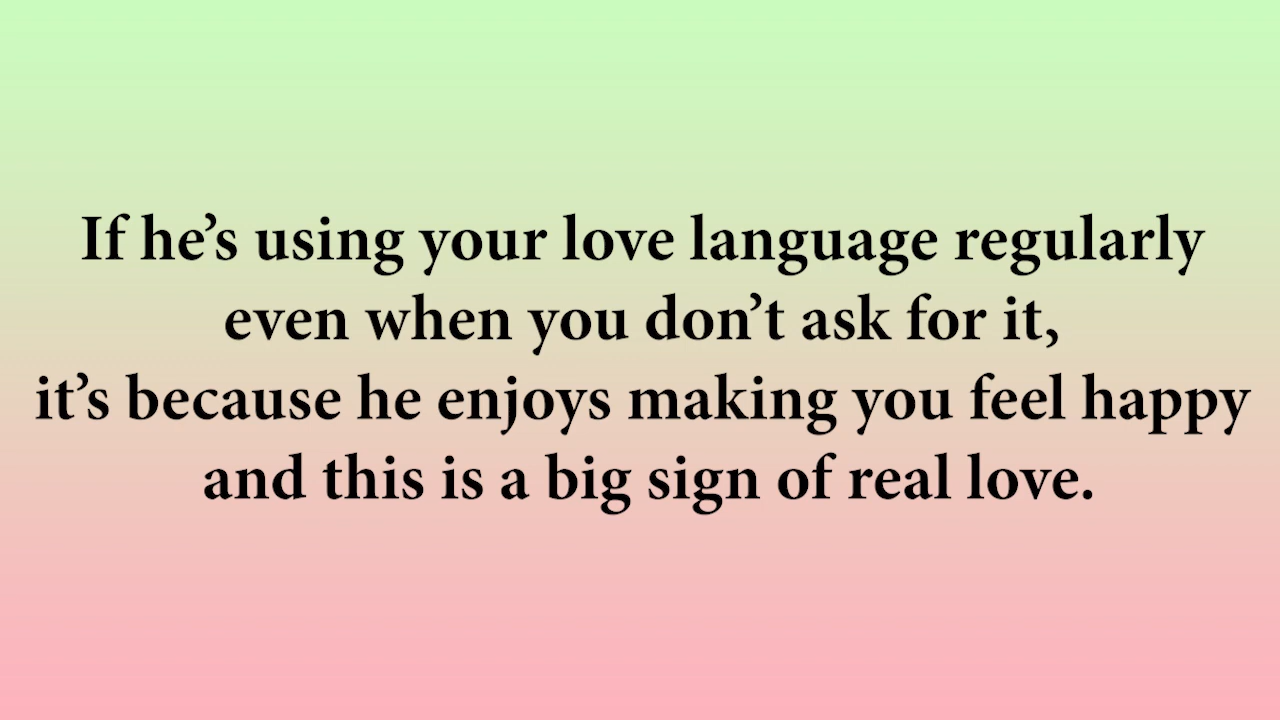 If he’s using your love language regularly
even when you don’t ask for it,
it’s because he enjoys making you feel happy
and this is a big sign of real love.